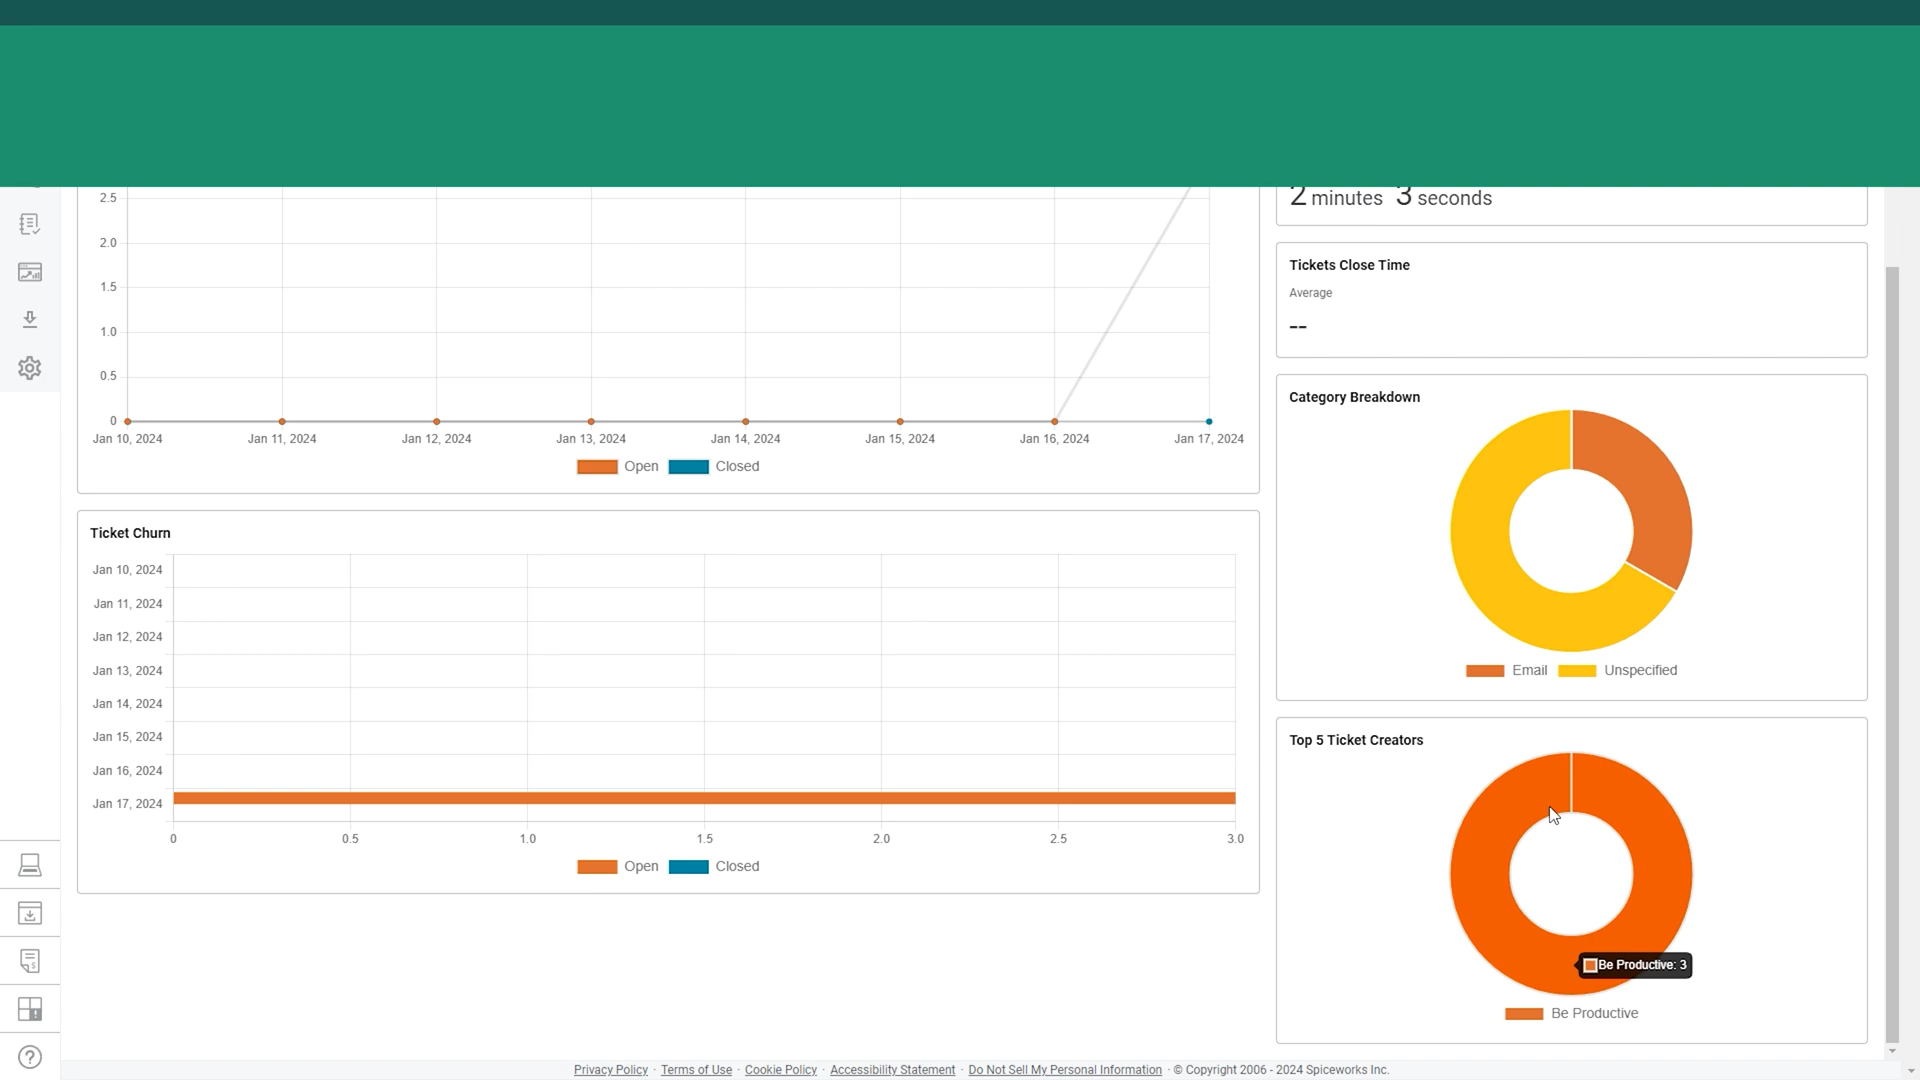 2.5
2.0
1.5
1.0
0.5
0
Jan 10, 2024 Jan 11, 2024 Jan 12, 2024 Jan 13, 2024 Jan 14, 2024 Jan 15, 2024 Jan 16, 2024 Jan 17, 2024
Open Closed
Ticket Churn
Jan 10, 2024
Jan 11, 2024
Jan 12, 2024
Jan 13, 2024
Jan 14, 2024
Jan 15, 2024
Jan 16, 2024
Jan 17, 2024
0 0.5 1.0 1.5 2.0 2.5 3.0
Open Closed
2 minutes 3 seconds
Tickets Close Time
Average
--
Category Breakdown
Email Unspecified
Top 5 Ticket Creators
Be Productive: 3
Be Productive
Privacy Policy · Terms of Use · Cookie Policy · Accessibility Statement · Do Not Sell My Personal Information · © Copyright 2006 - 2024 Spiceworks Inc.